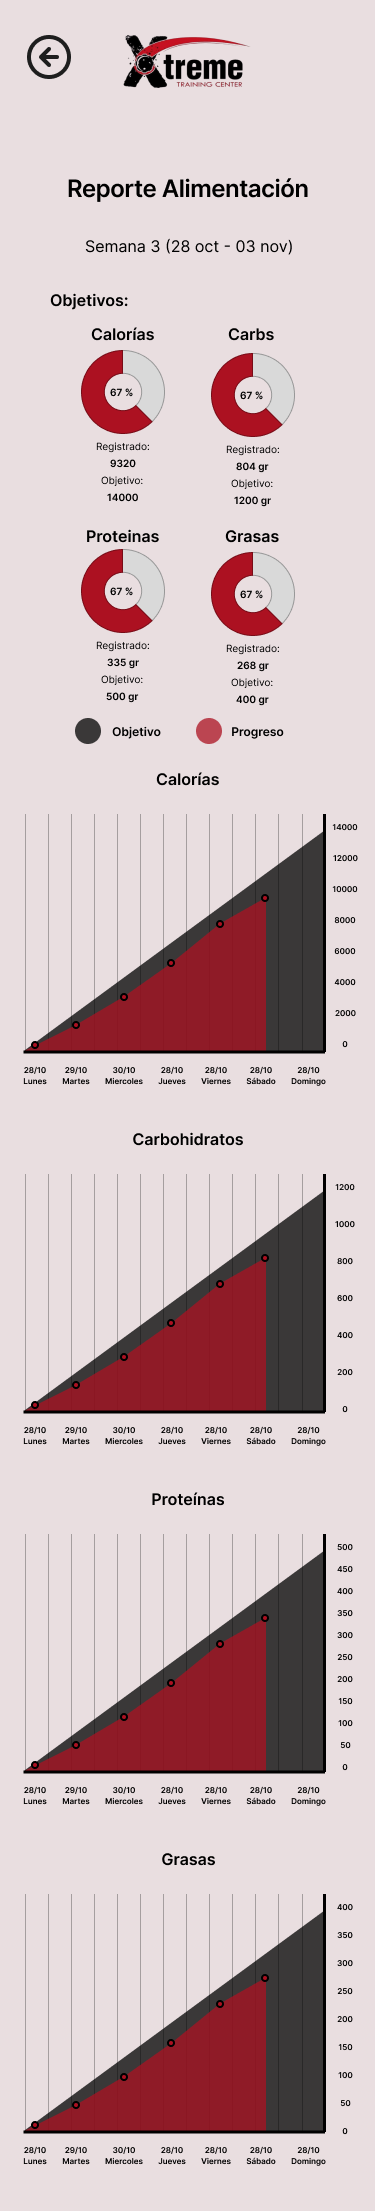 Xtreme
TRAINING CENTER
Reporte Alimentación
Semana 3 (28 oct - 03 nov)
Objetivos:
Calorías
67 %
Registrado:
9320
Objetivo:
14000
Carbs
67 %
Registrado:
804 gr
Objetivo:
1200 gr
Proteinas
67 %
Registrado:
335 gr
Objetivo:
500 gr
Grasas
67 %
Registrado:
268 gr
Objetivo:
400 gr
Objetivo
Progreso
Calorías
14000
12000
10000
8000
6000
4000
2000
0
28/10 29/10 30/10 28/10 28/10 28/10 28/10
Lunes Martes Miercoles Jueves Viernes Sábado Domingo
Carbohidratos
1200
1000
800
600
400
200
0
28/10 29/10 30/10 28/10 28/10 28/10 28/10
Lunes Martes Miercoles Jueves Viernes Sábado Domingo
Proteínas
500
450
400
350
300
250
200
150
100
50
0
28/10 29/10 30/10 28/10 28/10 28/10 28/10
Lunes Martes Miercoles Jueves Viernes Sábado Domingo
Grasas
400
350
300
250
200
150
100
50
0
28/10 29/10 30/10 28/10 28/10 28/10 28/10
Lunes Martes Miercoles Jueves Viernes Sábado Domingo